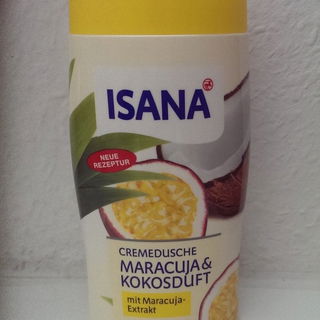 ISANA
NEUE
REZEPTUR
CREMEDUSCHE
MARACUJA &
KOKOSDUFT
mit Maracuja-
Extrakt